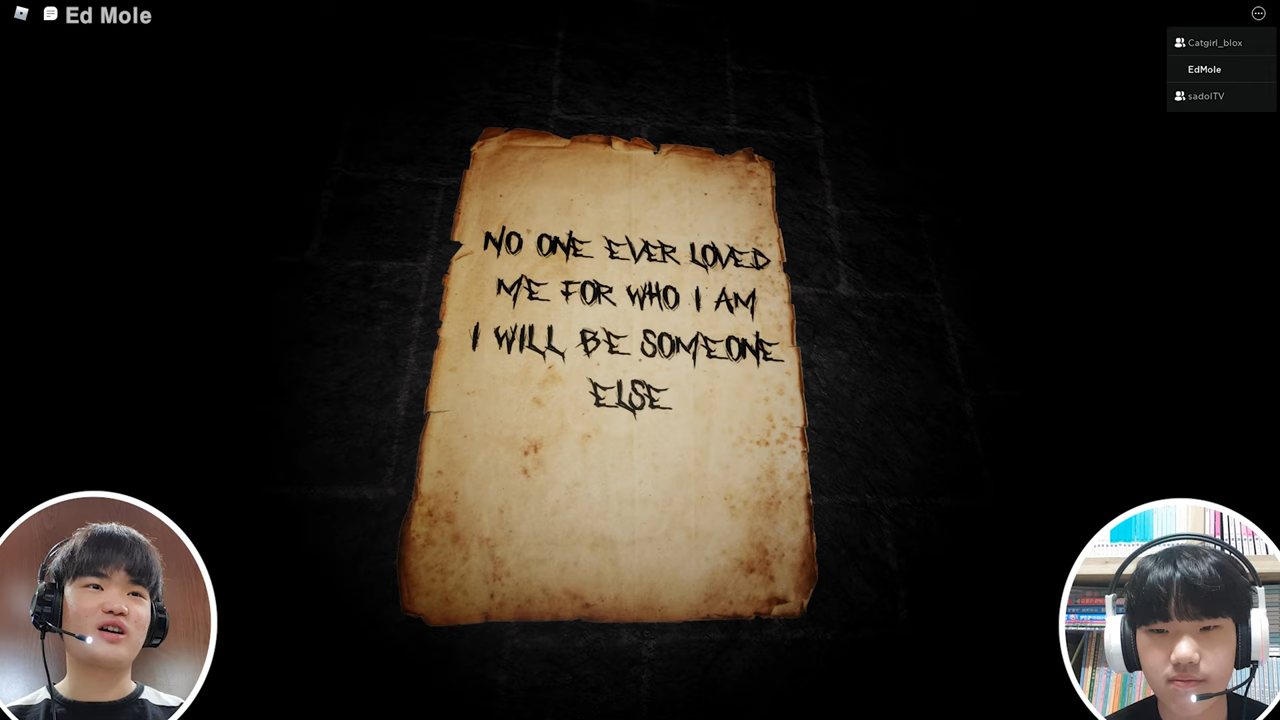 Ed Mole
Catgirl_blox
EdMole
sadolTV
NO ONE EVER LOVED
ME FOR WHO I AM
I WILL BE SOMEONE
ELSE